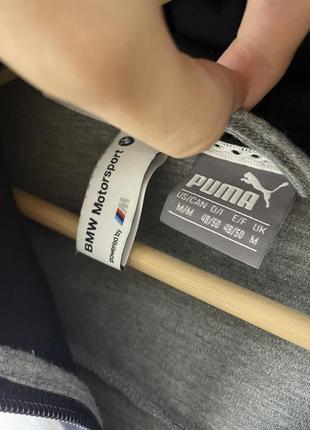 BMW Motorsport
powered by M
PUMA
US/CAN D/I E/F UK
M/M 48/50 48/50 M